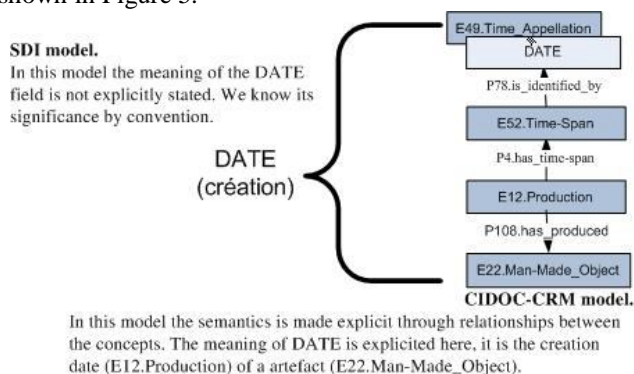 shown in Figure 3.
SDI model.
In this model the meaning of the DATE
field is not explicitly stated. We know its
significance by convention.
DATE
(création)
E49.Time_Appellation
DATE
P78.is_identified_by
E52.Time-Span
P4.has_time-span
E12.Production
P108.has_produced
E22.Man-Made_Object
CIDOC-CRM model.
In this model the semantics is made explicit through relationships between
the concepts. The meaning of DATE is explicited here, it is the creation
date (E12.Production) of a artefact (E22.Man-Made_Object).